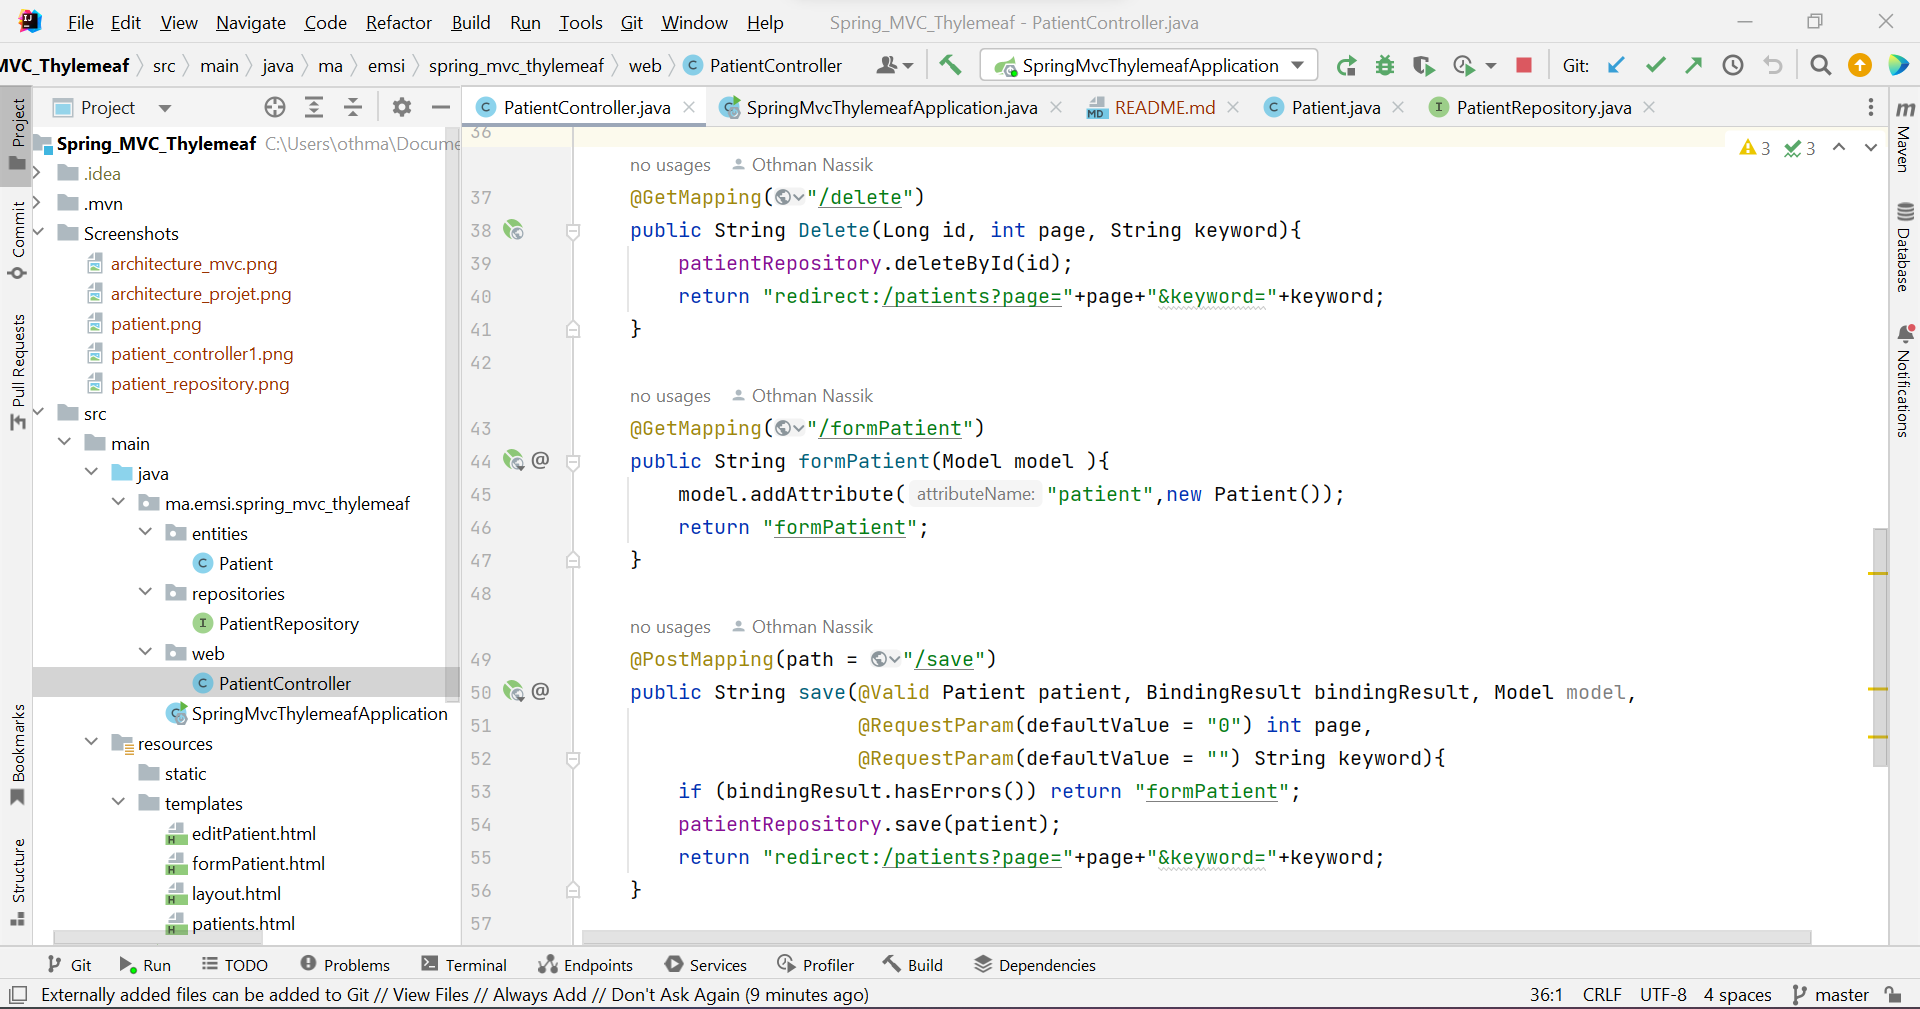 File Edit View Navigate Code Refactor Build Run Tools Git Window Help Spring_MVC_Thylemeaf - PatientController.java
MVC_Thylemeaf src main java ma emsi spring_mvc_thylemeaf web PatientController SpringMvcThylemeafApplication Git:
Project
PatientController.java SpringMvcThylemeafApplication.java README.md Patient.java PatientRepository.java
Project
Commit
Pull Requests
Bookmarks
Structure
Spring_MVC_Thylemeaf C:\Users\othma\Docume
.idea
.mvn
Screenshots
architecture_mvc.png
architecture_projet.png
patient.png
patient_controller1.png
patient_repository.png
src
main
java
ma.emsi.spring_mvc_thylemeaf
entities
Patient
repositories
PatientRepository
web
PatientController
SpringMvcThylemeafApplication
resources
static
templates
editPatient.html
formPatient.html
layout.html
patients.html
36
3 3
no usages Othman Nassik
37 @GetMapping("/delete")
38 public String Delete(Long id, int page, String keyword){
39 patientRepository.deleteById(id);
40 return "redirect:/patients?page="+page+"&keyword="+keyword;
41 }
42
no usages Othman Nassik
43 @GetMapping("/formPatient")
44 @ public String formPatient(Model model ){
45 model.addAttribute( attributeName: "patient",new Patient());
46 return "formPatient";
47 }
48
no usages Othman Nassik
49 @PostMapping(path = "/save")
50 @ public String save(@Valid Patient patient, BindingResult bindingResult, Model model,
51 @RequestParam(defaultValue = "0") int page,
52 @RequestParam(defaultValue = "") String keyword){
53 if (bindingResult.hasErrors()) return "formPatient";
54 patientRepository.save(patient);
55 return "redirect:/patients?page="+page+"&keyword="+keyword;
56 }
57
m Maven
Database
Notifications
Git Run TODO Problems Terminal Endpoints Services Profiler Build Dependencies
Externally added files can be added to Git // View Files // Always Add // Don't Ask Again (9 minutes ago) 36:1 CRLF UTF-8 4 spaces master